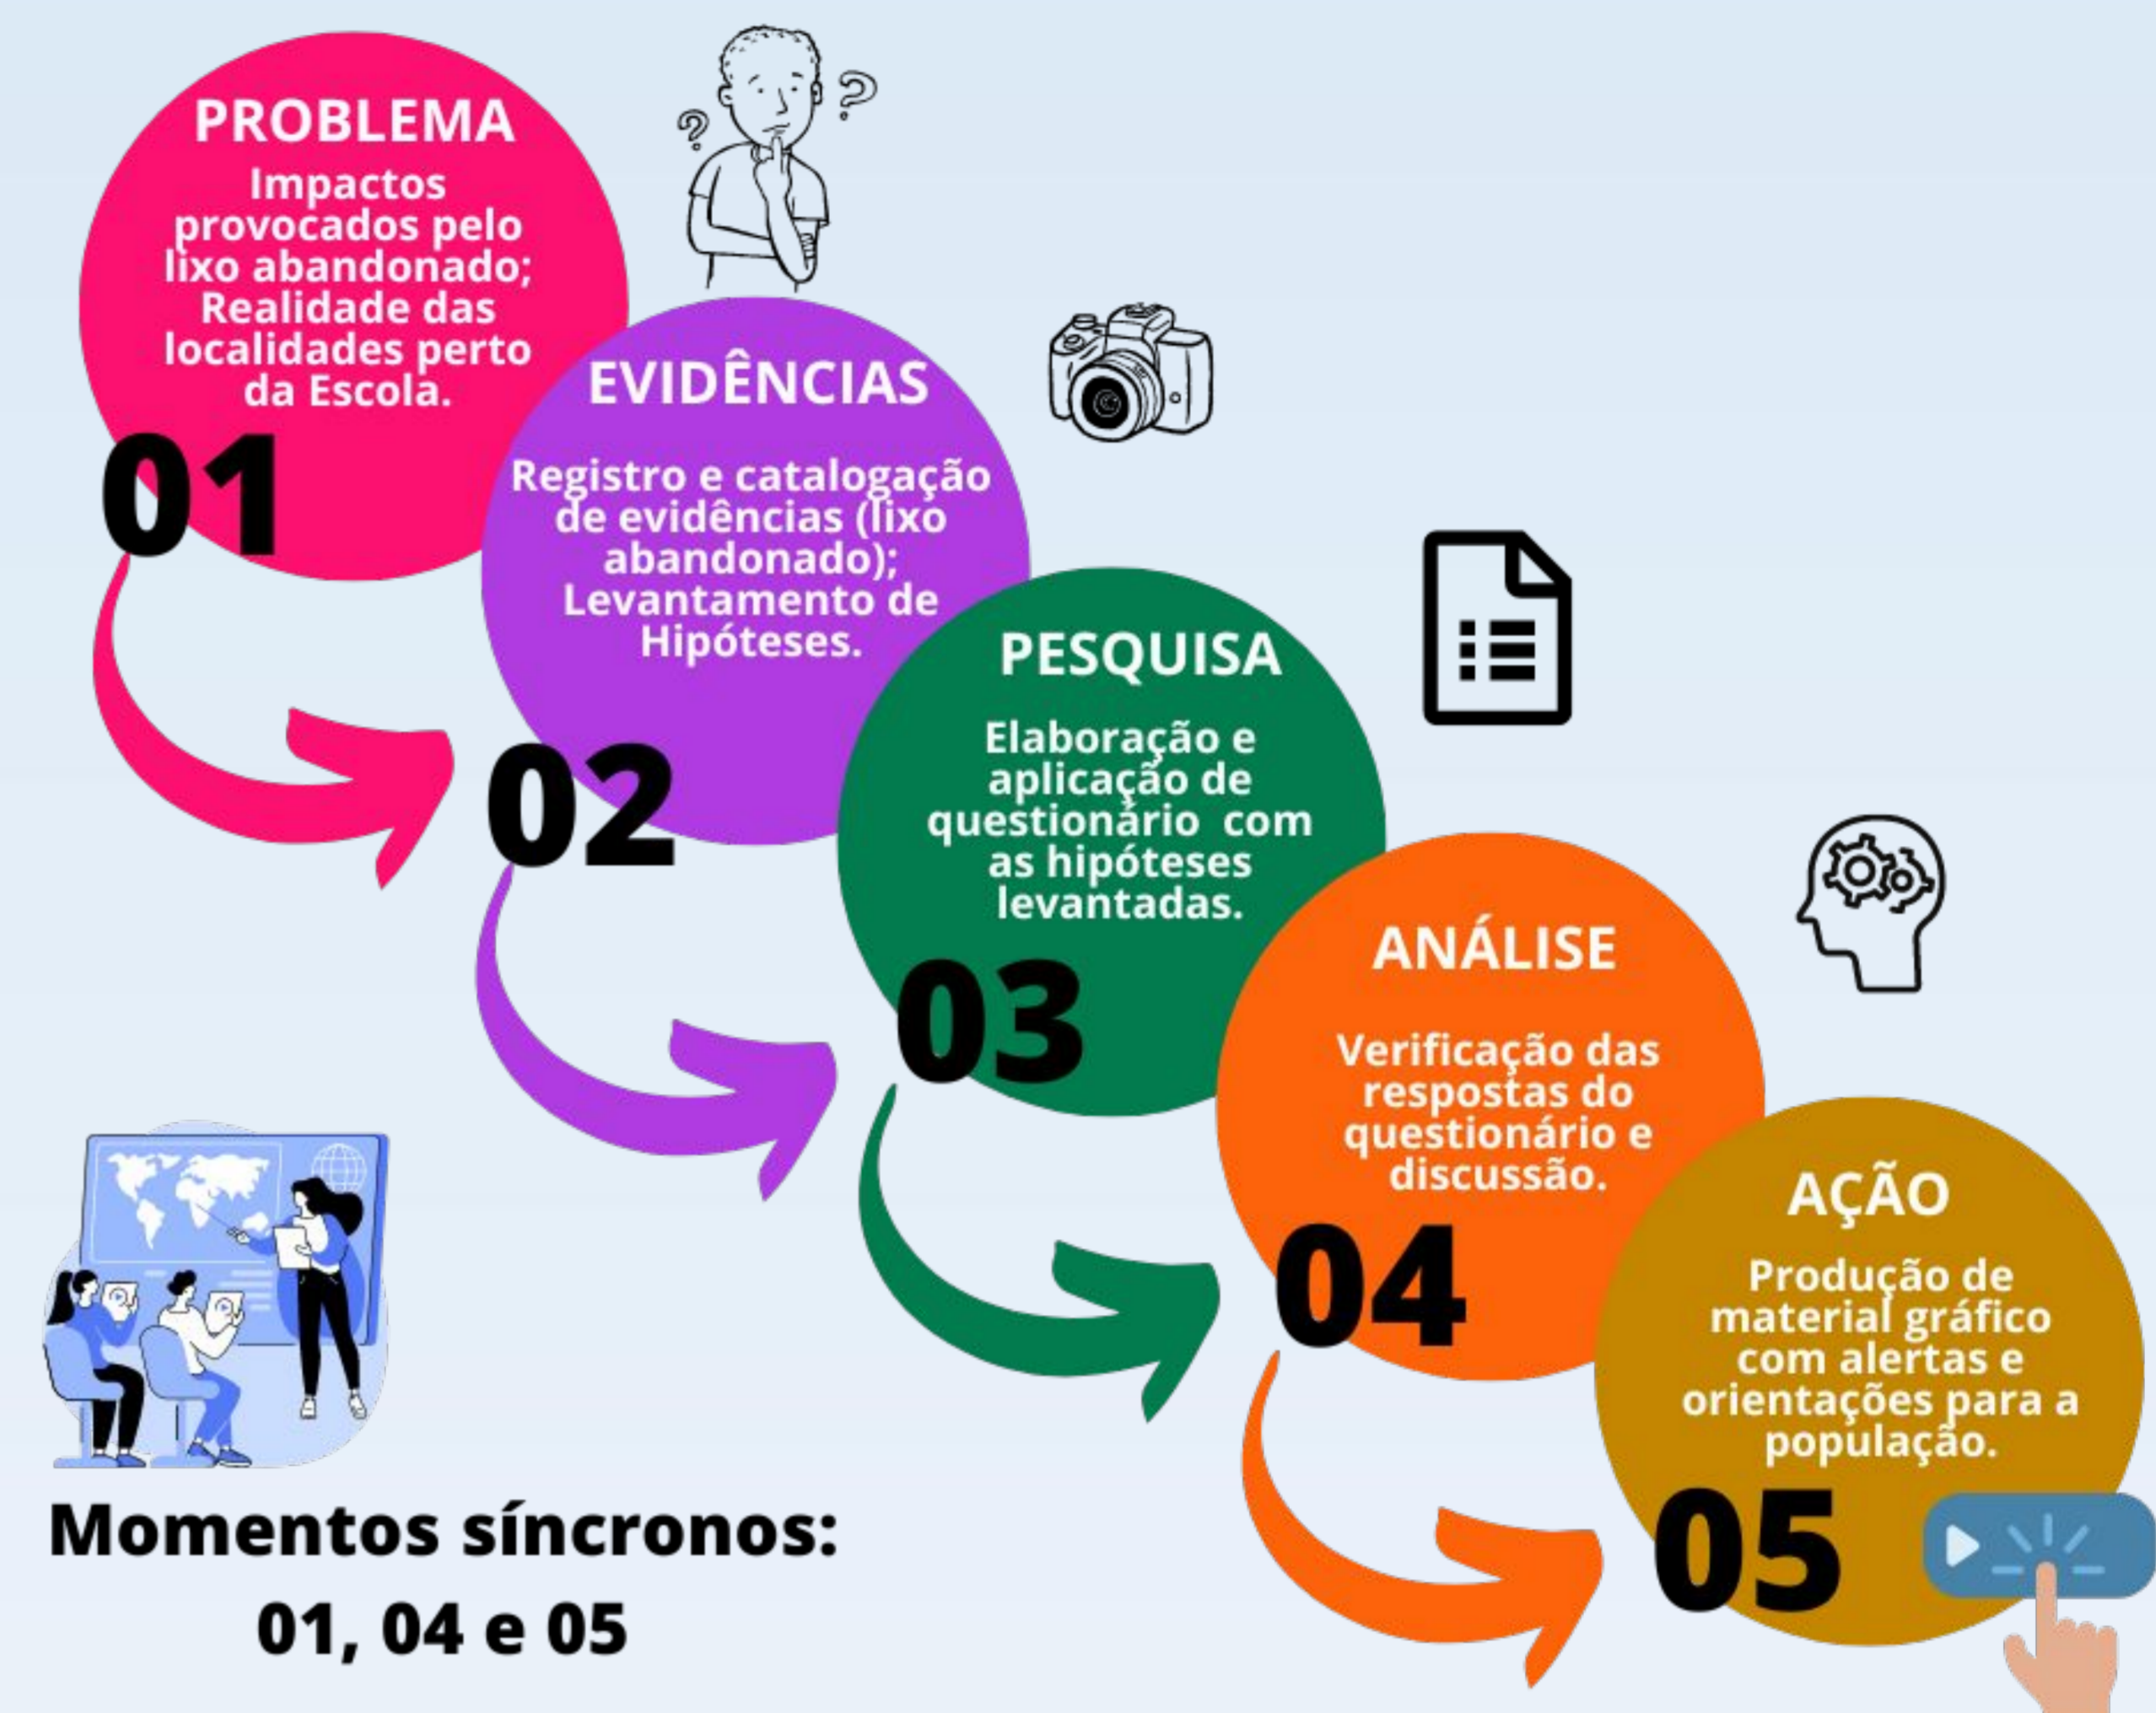 PROBLEMA
Impactos
provocados pelo
lixo abandonado;
Realidade das
localidades perto
da Escola.
01
EVIDÊNCIAS
Registro e catalogação
de evidências (lixo
abandonado);
Levantamento de
Hipóteses.
02
PESQUISA
Elaboração e
aplicação de
questionário com
as hipóteses
levantadas.
03
ANÁLISE
Verificação das
respostas do
questionário e
discussão.
04
AÇÃO
Produção de
material gráfico
com alertas e
orientações para a
população.
05
Momentos síncronos:
01, 04 e 05